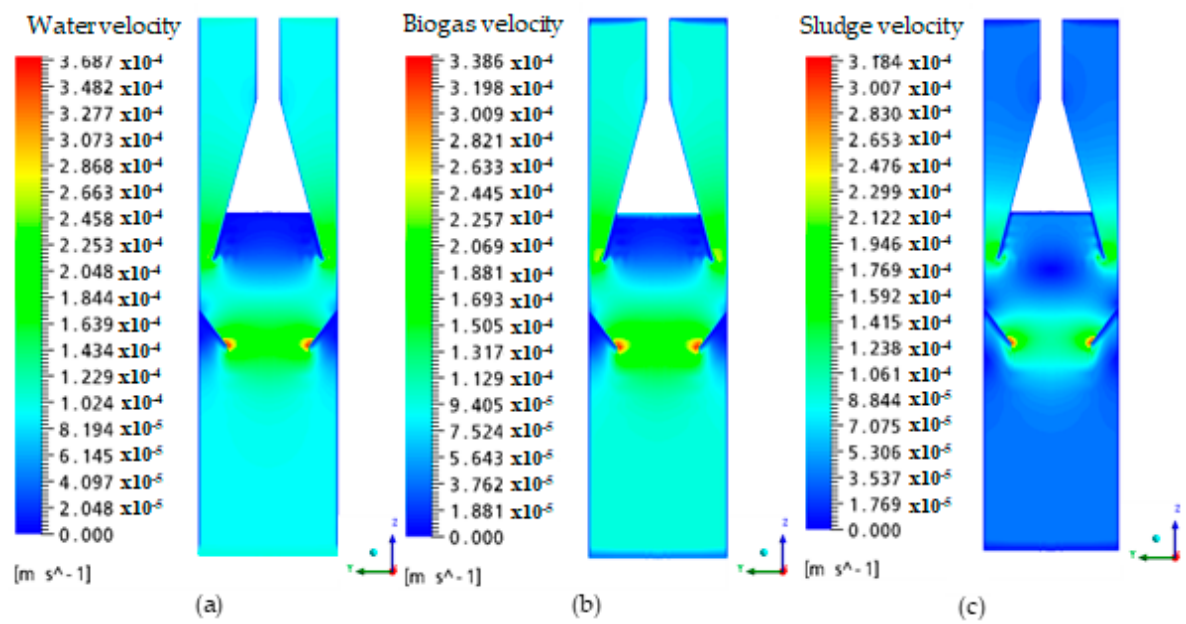 Water velocity
3.687 x10⁻⁴
3.482 x10⁻⁴
3.277 x10⁻⁴
3.073 x10⁻⁴
2.868 x10⁻⁴
2.663 x10⁻⁴
2.458 x10⁻⁴
2.253 x10⁻⁴
2.048 x10⁻⁴
1.844 x10⁻⁴
1.639 x10⁻⁴
1.434 x10⁻⁴
1.229 x10⁻⁴
1.024 x10⁻⁴
8.194 x10⁻⁵
6.145 x10⁻⁵
4.097 x10⁻⁵
2.048 x10⁻⁵
0.000
[m s^-1]
Z
Y
(a)
Biogas velocity
3.386 x10⁻⁴
3.198 x10⁻⁴
3.009 x10⁻⁴
2.821 x10⁻⁴
2.633 x10⁻⁴
2.445 x10⁻⁴
2.257 x10⁻⁴
2.069 x10⁻⁴
1.881 x10⁻⁴
1.693 x10⁻⁴
1.505 x10⁻⁴
1.317 x10⁻⁴
1.129 x10⁻⁴
9.405 x10⁻⁵
7.524 x10⁻⁵
5.643 x10⁻⁵
3.762 x10⁻⁵
1.881 x10⁻⁵
0.000
[m s^-1]
Z
Y
(b)
Sludge velocity
3.184 x10⁻⁴
3.007 x10⁻⁴
2.830 x10⁻⁴
2.653 x10⁻⁴
2.476 x10⁻⁴
2.299 x10⁻⁴
2.122 x10⁻⁴
1.946 x10⁻⁴
1.769 x10⁻⁴
1.592 x10⁻⁴
1.415 x10⁻⁴
1.238 x10⁻⁴
1.061 x10⁻⁴
8.844 x10⁻⁵
7.075 x10⁻⁵
5.306 x10⁻⁵
3.537 x10⁻⁵
1.769 x10⁻⁵
0.000
[m s^-1]
Z
Y
(c)